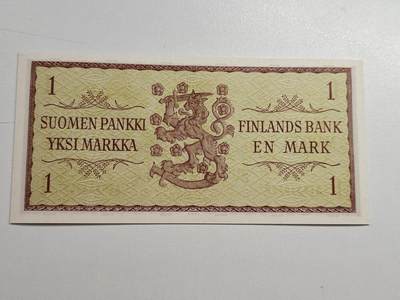 1 1
SUOMEN PANKKI FINLANDS BANK
YKSI MARKKA EN MARK
1 1